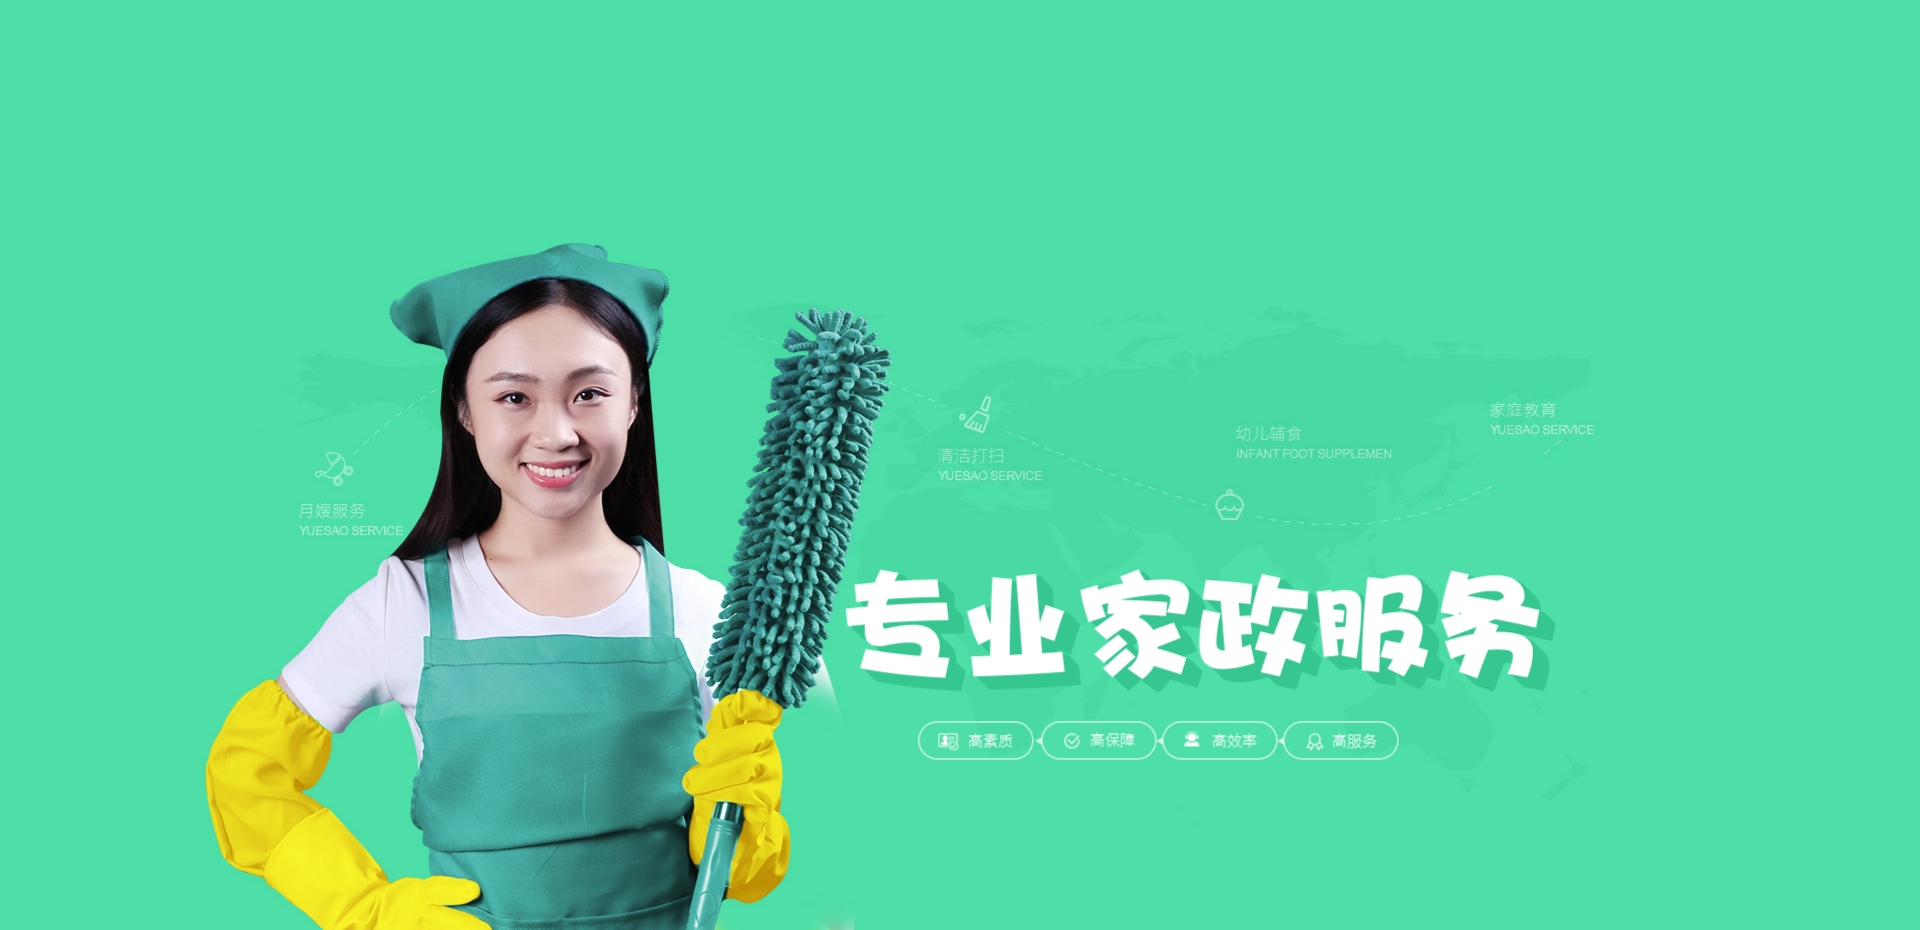 家庭教育
YUESAO SERVICE
幼儿辅食
INFANT FOOT SUPPLEMEN
清洁打扫
YUESAO SERVICE
月嫂服务
YUESAO SERVICE
专业家政服务
高素质
高保障
高效率
高服务